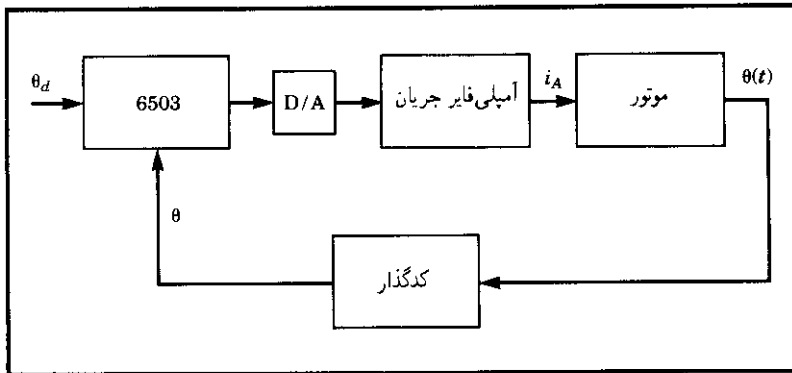 θd
6503
D/A
آمپلی‌فایر جریان
iA
موتور
θ(t)
θ
کدگذار